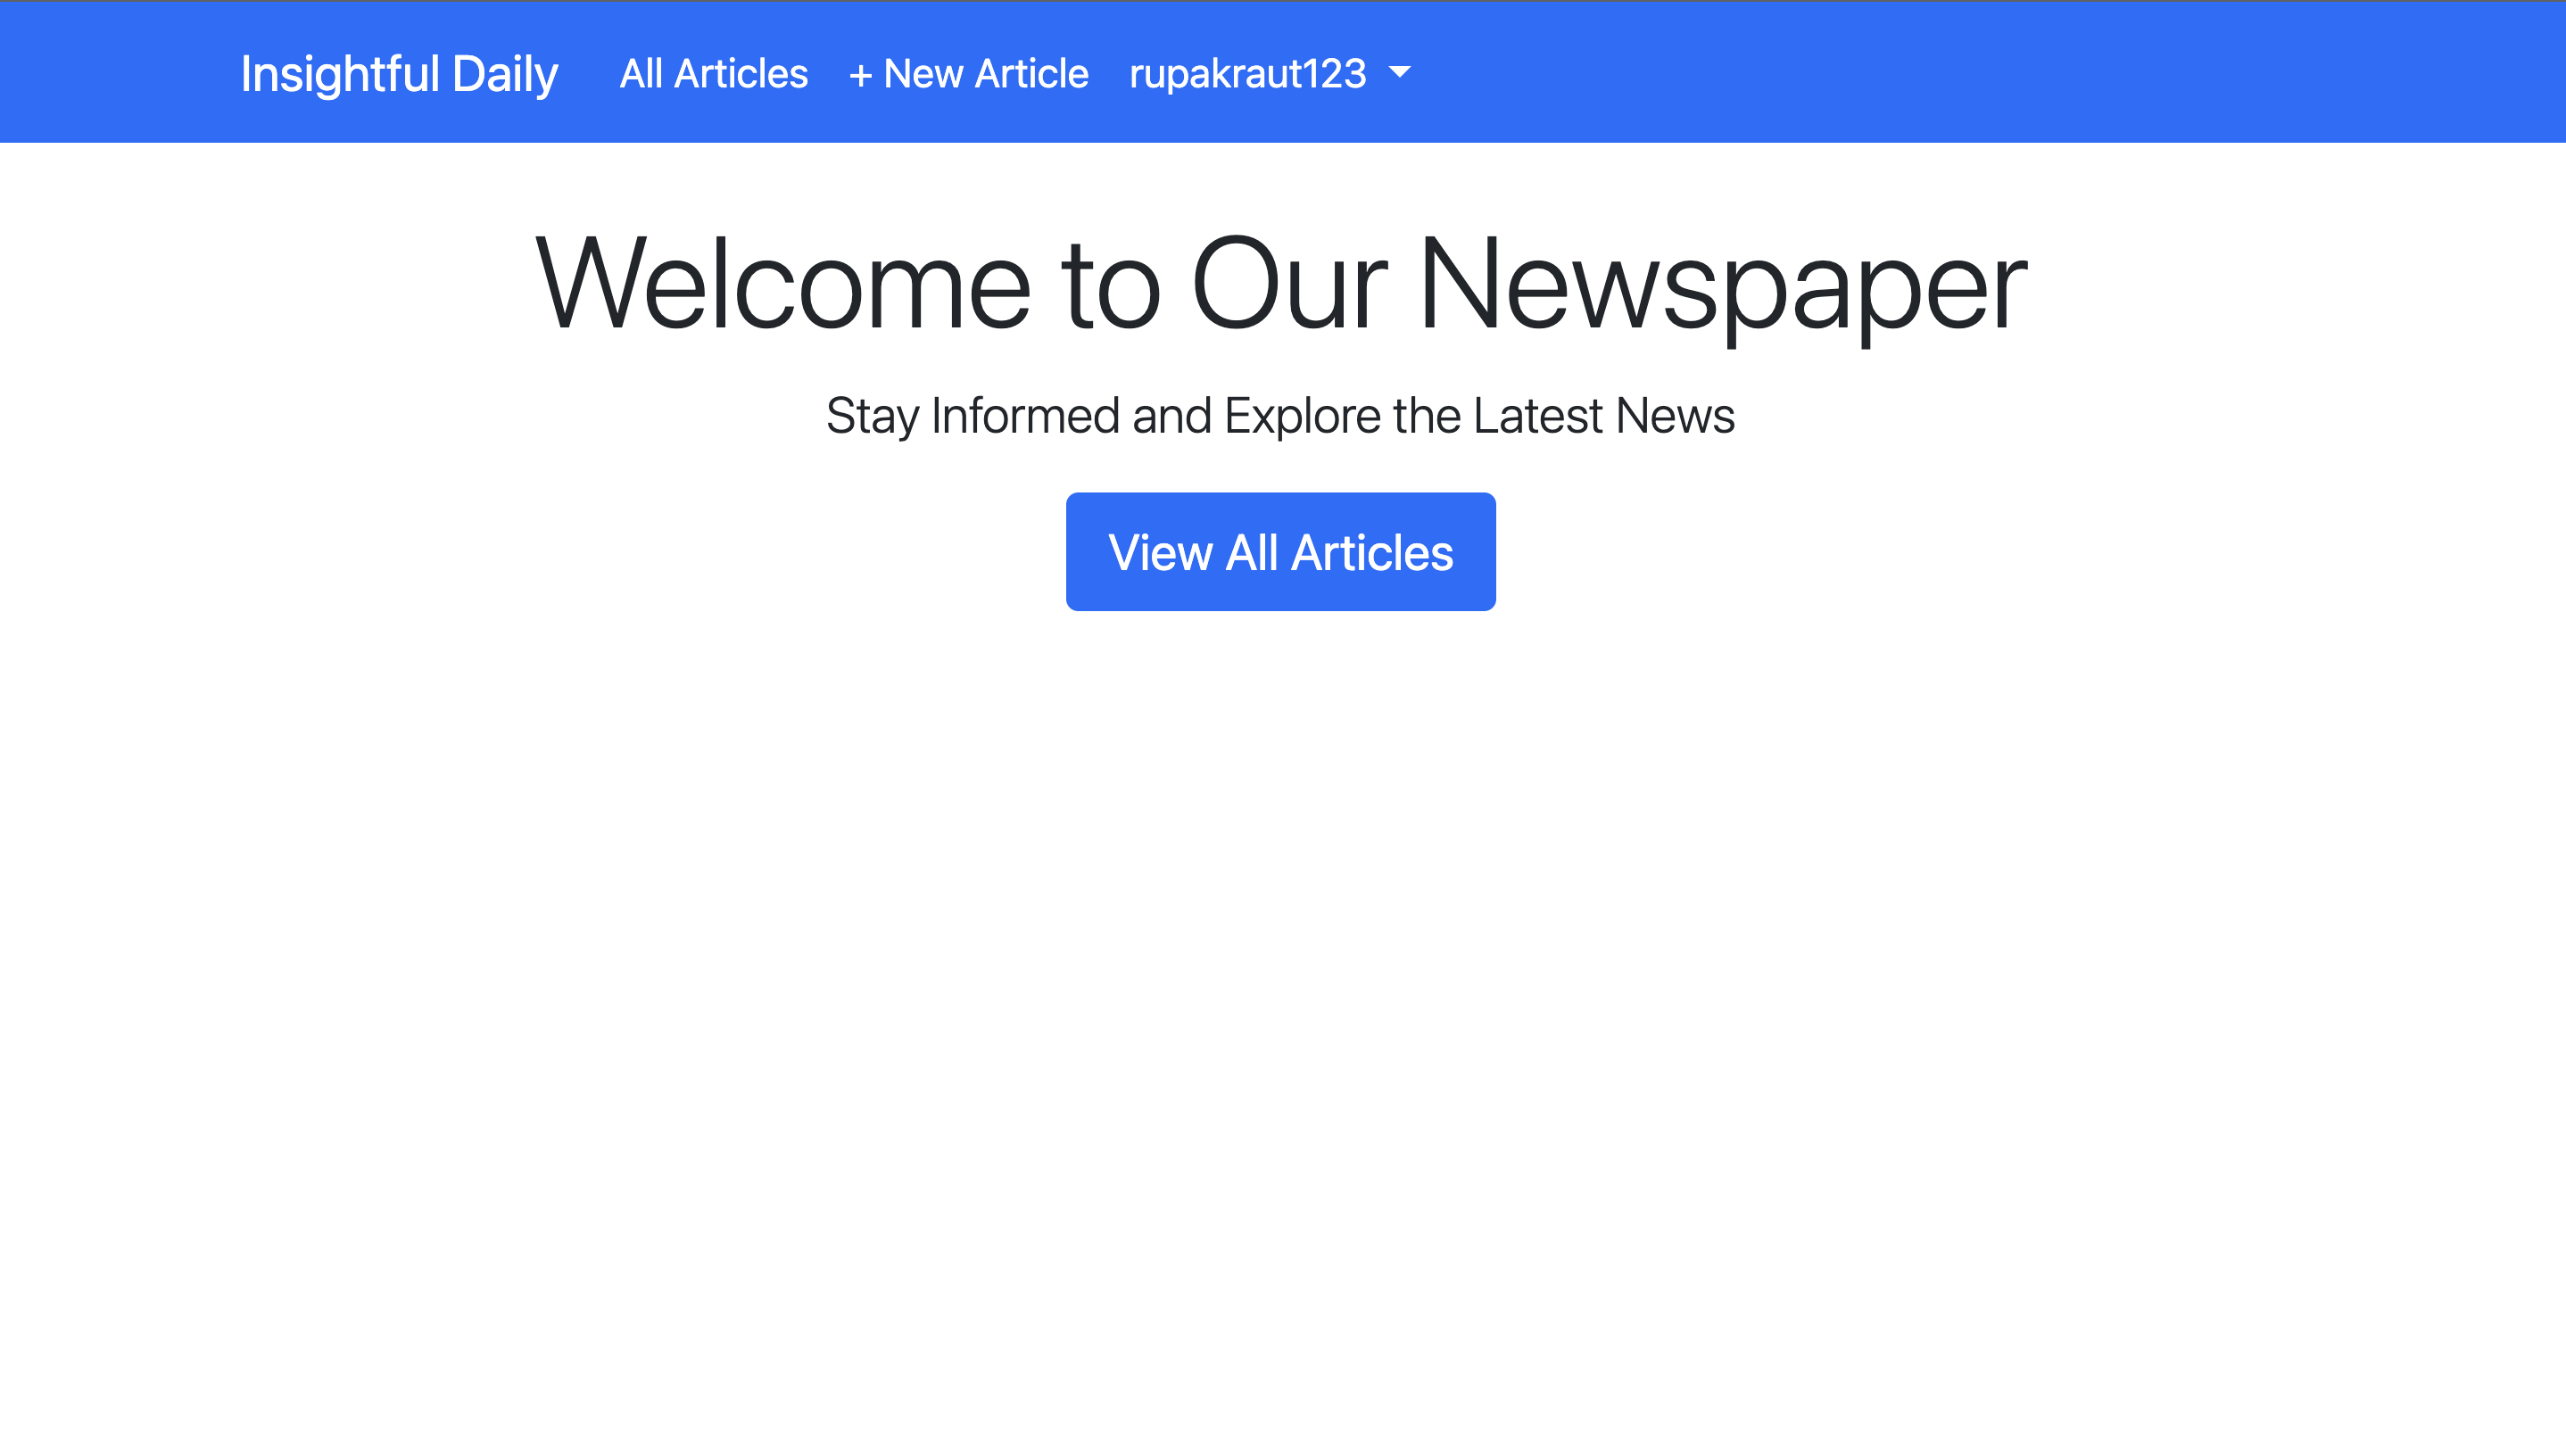 Insightful Daily All Articles + New Article rupakraut123
Welcome to Our Newspaper
Stay Informed and Explore the Latest News
View All Articles